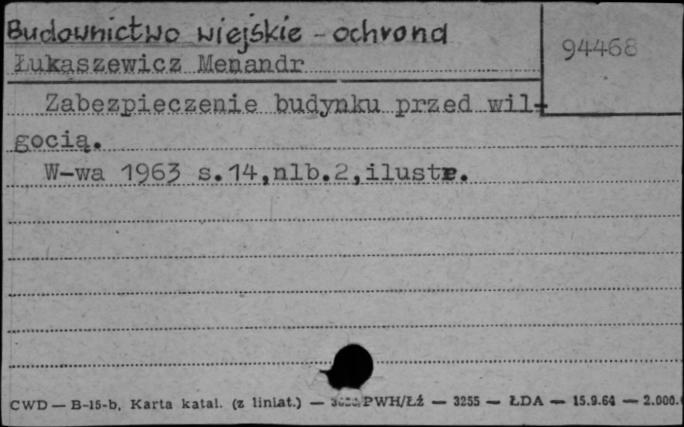 Budownictwo wiejskie - ochrona
94468
Łukaszewicz Menandr
Zabezpieczenie budynku przed wil-
gocią.
W-wa 1963 s.14,nlb.2,ilustr.
CWD — B-15-b, Karta katal. (z liniat.) — PWH/Łź — 3255 — ŁDA — 15.9.64 — 2.000.